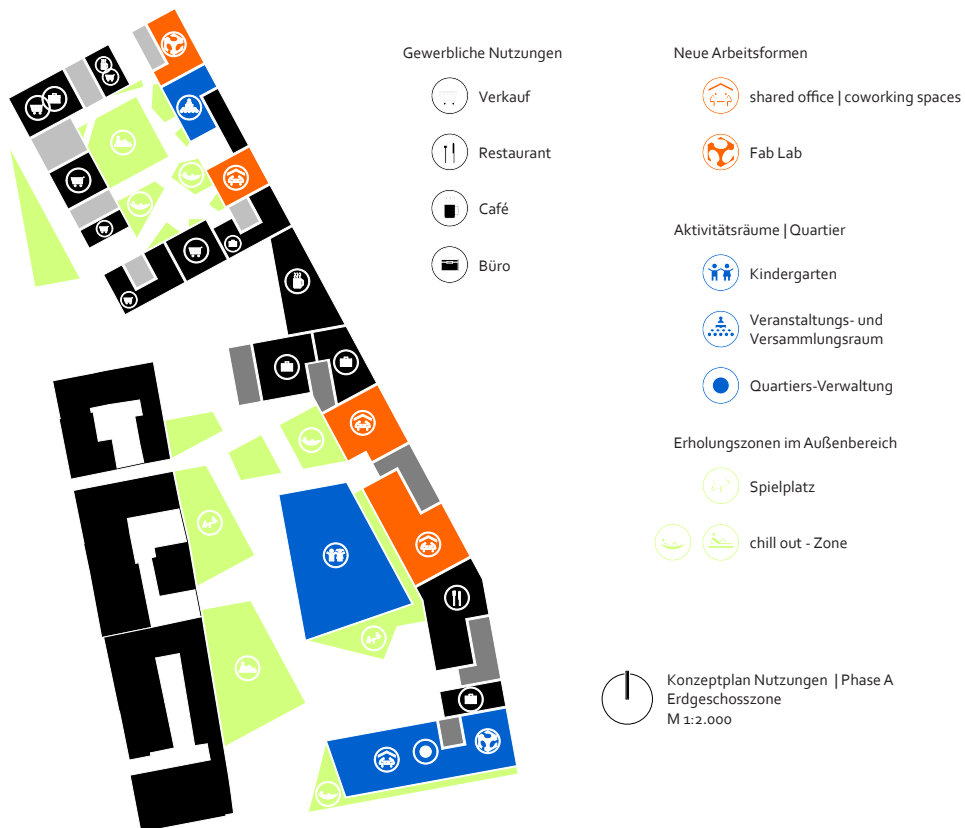 Gewerbliche Nutzungen
Verkauf
Restaurant
Café
Büro
Neue Arbeitsformen
shared office | coworking spaces
Fab Lab
Aktivitätsräume | Quartier
Kindergarten
Veranstaltungs- und
Versammlungsraum
Quartiers-Verwaltung
Erholungszonen im Außenbereich
Spielplatz
chill out - Zone
Konzeptplan Nutzungen | Phase A
Erdgeschosszone
M 1:2.000